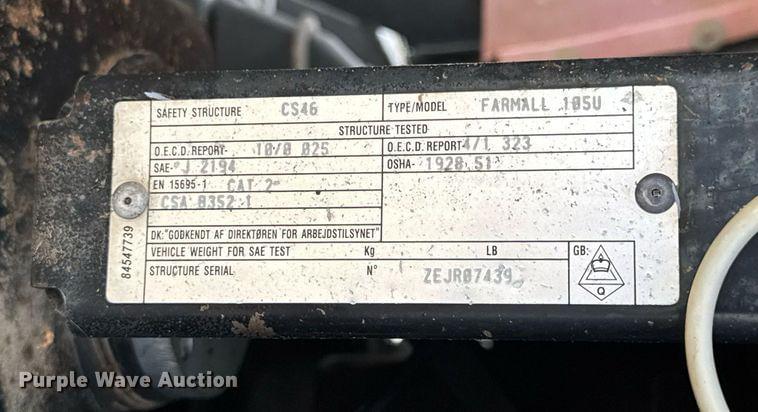 SAFETY STRUCTURE CS46 TYPE/MODEL FARMALL 105U
STRUCTURE TESTED
O.E.C.D. REPORT- 10/0 025 O.E.C.D. REPORT 4/1 323
SAE- J 2194 OSHA- 1928 51
EN 15695-1 CAT 2
CSA B352.1
DK: "GODKENDT AF DIREKTØREN FOR ARBEJDSTILSYNET"
VEHICLE WEIGHT FOR SAE TEST Kg LB GB:
STRUCTURE SERIAL N° ZEJR07439 Q
84547739
Purple Wave Auction